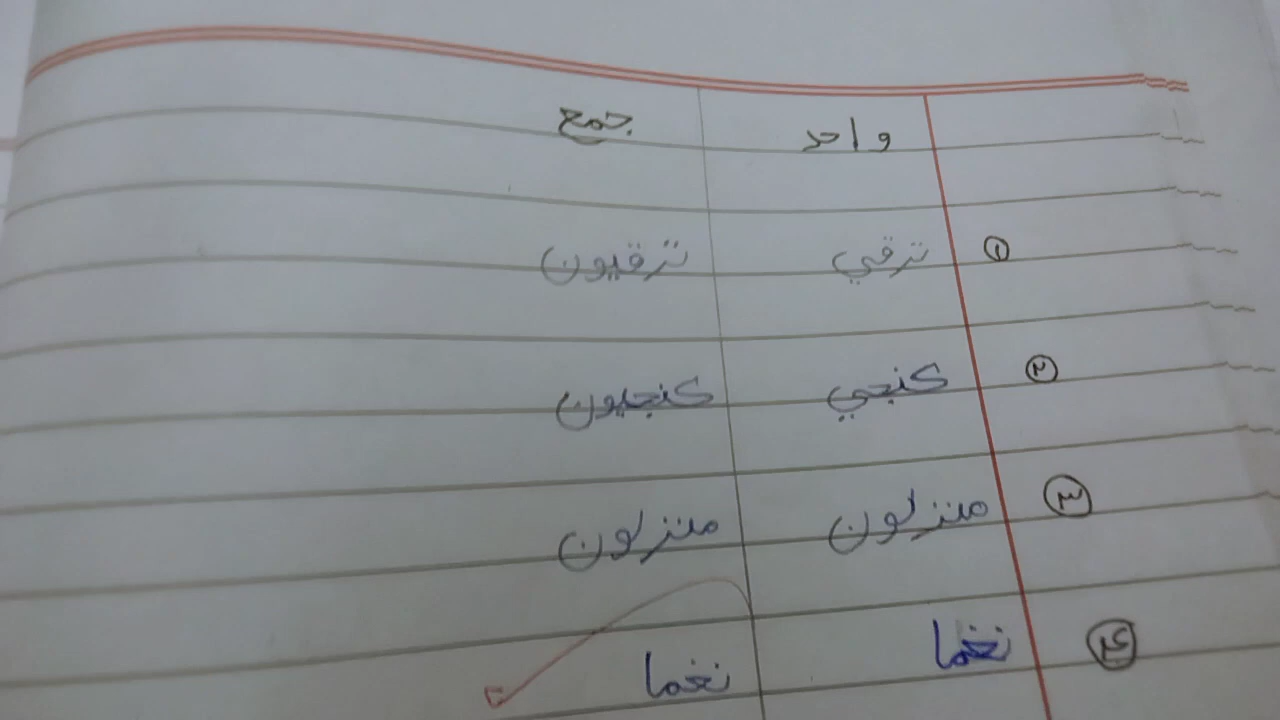 واحد جمع
① ترقي ترقيون
② كنجي كنجيون
③ منزلون منزلون
④ نغما نغما